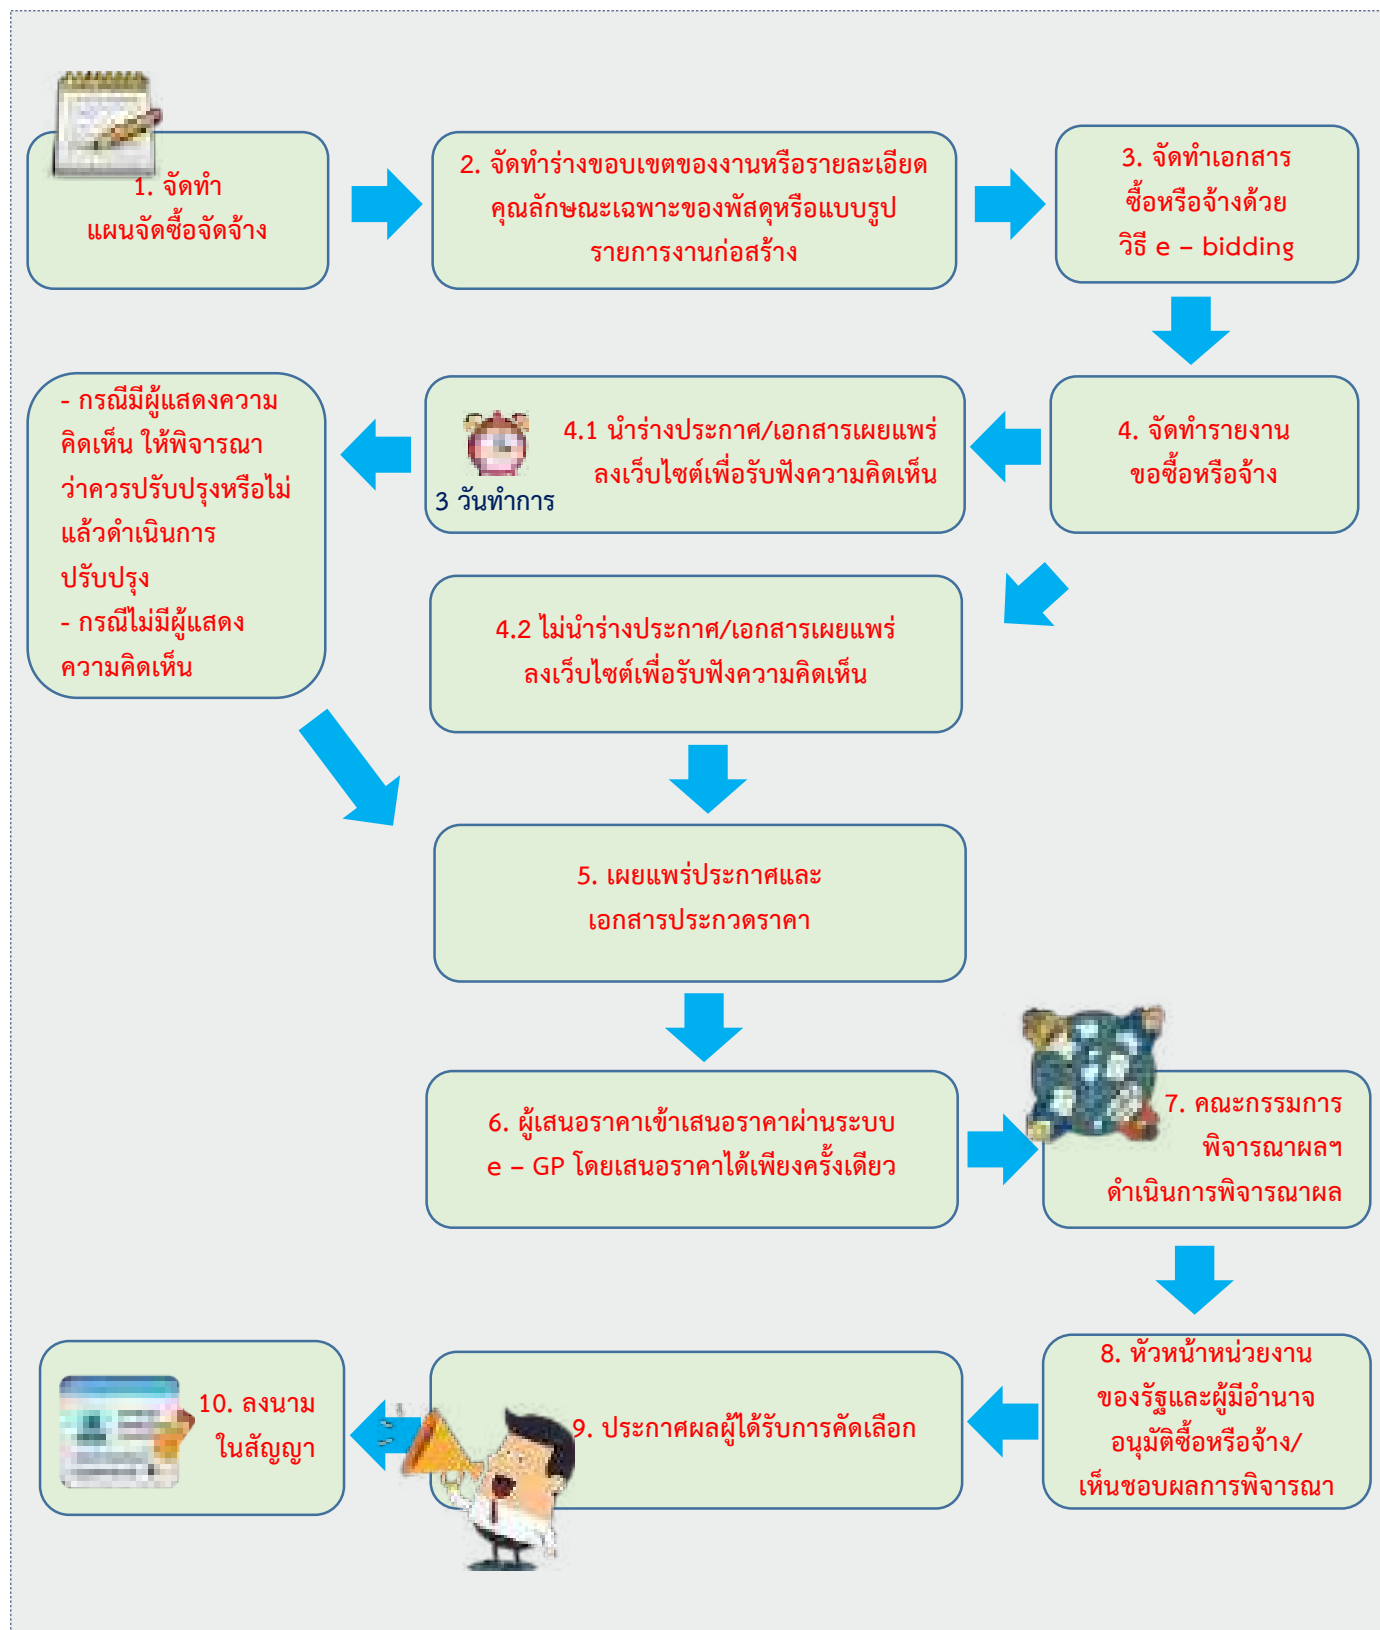 1. จัดทำ
แผนจัดซื้อจัดจ้าง
2. จัดทำร่างขอบเขตของงานหรือรายละเอียด
คุณลักษณะเฉพาะของพัสดุหรือแบบรูป
รายการงานก่อสร้าง
3. จัดทำเอกสาร
ซื้อหรือจ้างด้วย
วิธี e – bidding
4. จัดทำรายงาน
ขอซื้อหรือจ้าง
4.1 นำร่างประกาศ/เอกสารเผยแพร่
ลงเว็บไซต์เพื่อรับฟังความคิดเห็น
3 วันทำการ
- กรณีมีผู้แสดงความ
คิดเห็น ให้พิจารณา
ว่าควรปรับปรุงหรือไม่
แล้วดำเนินการ
ปรับปรุง
- กรณีไม่มีผู้แสดง
ความคิดเห็น
4.2 ไม่นำร่างประกาศ/เอกสารเผยแพร่
ลงเว็บไซต์เพื่อรับฟังความคิดเห็น
5. เผยแพร่ประกาศและ
เอกสารประกวดราคา
6. ผู้เสนอราคาเข้าเสนอราคาผ่านระบบ
e – GP โดยเสนอราคาได้เพียงครั้งเดียว
7. คณะกรรมการ
พิจารณาผลฯ
ดำเนินการพิจารณาผล
8. หัวหน้าหน่วยงาน
ของรัฐและผู้มีอำนาจ
อนุมัติซื้อหรือจ้าง/
เห็นชอบผลการพิจารณา
9. ประกาศผลผู้ได้รับการคัดเลือก
10. ลงนาม
ในสัญญา